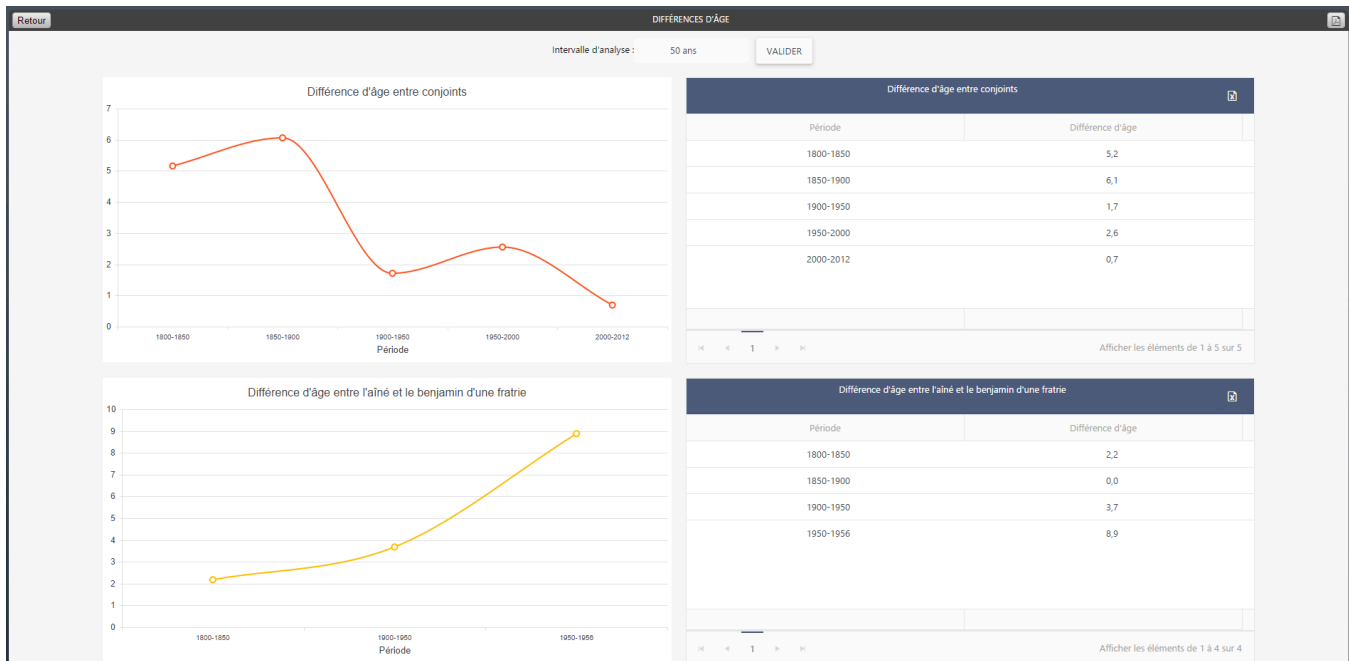 Retour
DIFFÉRENCES D'ÂGE
Intervalle d'analyse : 50 ans VALIDER
Différence d'âge entre conjoints
7
6
5
4
3
2
1
0
1800-1850 1850-1900 1900-1950 1950-2000 2000-2012
Période
Différence d'âge entre conjoints
Période Différence d'âge
1800-1850 5,2
1850-1900 6,1
1900-1950 1,7
1950-2000 2,6
2000-2012 0,7
1 Afficher les éléments de 1 à 5 sur 5
Différence d'âge entre l'aîné et le benjamin d'une fratrie
10
9
8
7
6
5
4
3
2
1
0
1800-1850 1900-1950 1950-1956
Période
Différence d'âge entre l'aîné et le benjamin d'une fratrie
Période Différence d'âge
1800-1850 2,2
1850-1900 0,0
1900-1950 3,7
1950-1956 8,9
1 Afficher les éléments de 1 à 4 sur 4